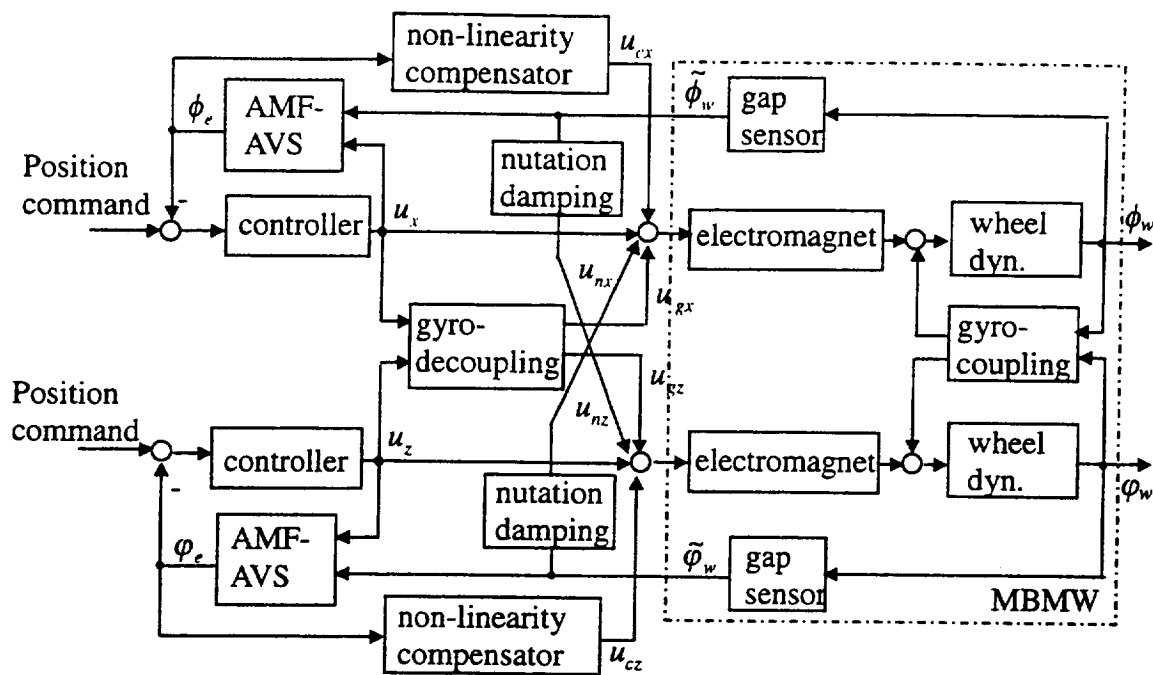 non-linearity
compensator
u_cx
ϕ_e
AMF-
AVS
ϕ̃_w
gap
sensor
Position
command
-
controller
u_x
nutation
damping
electromagnet
wheel
dyn.
ϕ_w
u_nx
u_gx
gyro-
decoupling
gyro-
coupling
Position
command
u_gz
u_nz
-
controller
u_z
electromagnet
wheel
dyn.
φ_w
nutation
damping
φ_e
AMF-
AVS
φ̃_w
gap
sensor
MBMW
non-linearity
compensator
u_cz